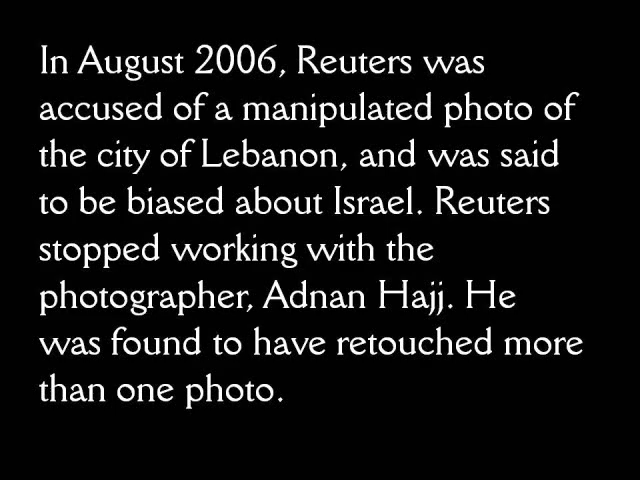 In August 2006, Reuters was
accused of a manipulated photo of
the city of Lebanon, and was said
to be biased about Israel. Reuters
stopped working with the
photographer, Adnan Hajj. He
was found to have retouched more
than one photo.